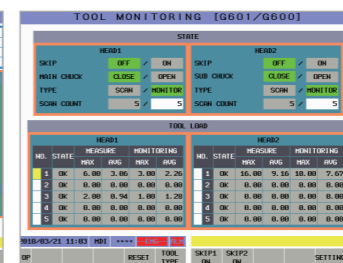 TOOL MONITORING [G601/G600]
STATE
HEAD1 HEAD2
SKIP OFF / ON SKIP OFF / ON
MAIN CHUCK CLOSE / OPEN SUB CHUCK CLOSE / OPEN
TYPE SCAN / MONITOR TYPE SCAN / MONITOR
SCAN COUNT 5 / 5 SCAN COUNT 5 / 5
TOOL LOAD
HEAD1 HEAD2
NO. STATE MEASURE MONITORING NO. STATE MEASURE MONITORING
MAX AVG MAX AVG MAX AVG MAX AVG
1 OK 6.00 3.06 3.00 2.26 1 OK 16.00 9.16 10.00 7.67
2 OK 0.00 0.00 0.00 0.00 2 OK 0.00 0.00 0.00 0.00
3 OK 2.00 0.94 1.00 1.29 3 OK 0.00 0.00 0.00 0.00
4 OK 0.00 0.00 0.00 0.00 4 OK 0.00 0.00 0.00 0.00
5 OK 0.00 0.00 0.00 0.00 5 OK 0.00 0.00 0.00 0.00
2018/03/21 11:03 MDI ----
OP RESET TOOL TYPE SKIP1 ON SKIP2 ON SETTING